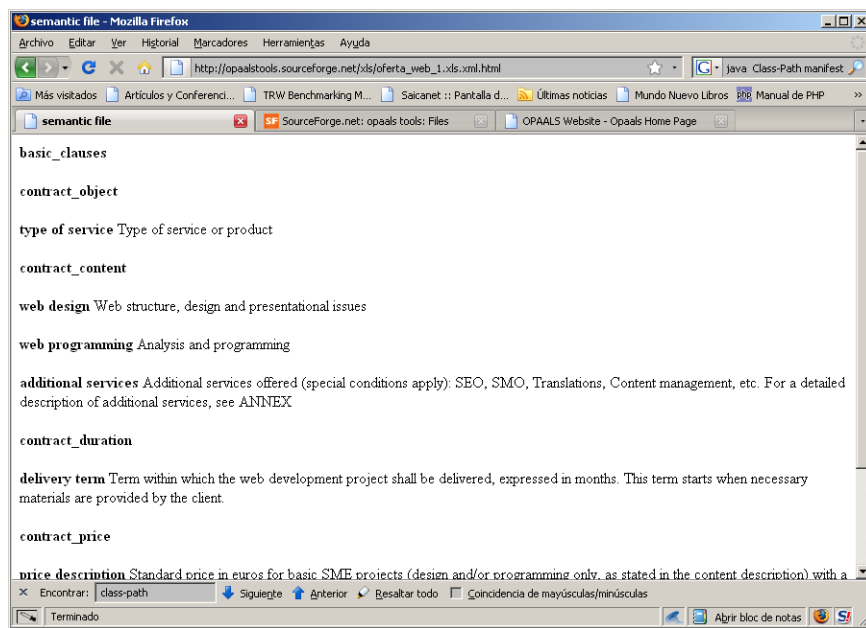 semantic file - Mozilla Firefox
Archivo Editar Ver Historial Marcadores Herramientas Ayuda
http://opaalstools.sourceforge.net/xls/oferta_web_1.xls.xml.html G java Class-Path manifest
Más visitados Artículos y Conferenci... TRW Benchmarking M... Saicanet :: Pantalla d... Últimas noticias Mundo Nuevo Libros php Manual de PHP »
semantic file SF SourceForge.net: opaals tools: Files OPAALS Website - Opaals Home Page
basic_clauses
contract_object
type of service Type of service or product
contract_content
web design Web structure, design and presentational issues
web programming Analysis and programming
additional services Additional services offered (special conditions apply): SEO, SMO, Translations, Content management, etc. For a detailed
description of additional services, see ANNEX
contract_duration
delivery term Term within which the web development project shall be delivered, expressed in months. This term starts when necessary
materials are provided by the client.
contract_price
price description Standard price in euros for basic SME projects (design and/or programming only, as stated in the content description) with a
Encontrar: class-path Siguiente Anterior Resaltar todo Coincidencia de mayúsculas/minúsculas
Terminado Abrir bloc de notas S!